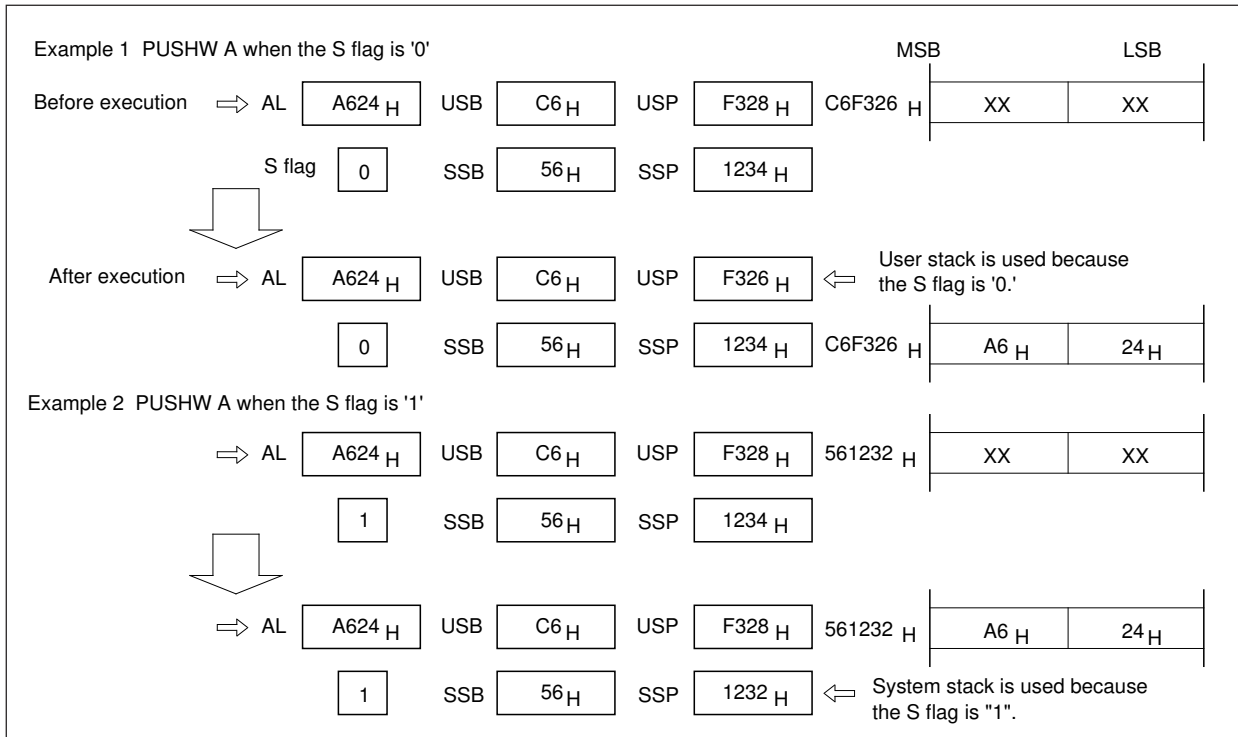 Example 1 PUSHW A when the S flag is '0'
MSB LSB
Before execution AL A624 H USB C6 H USP F328 H C6F326 H XX XX
S flag 0 SSB 56 H SSP 1234 H
After execution AL A624 H USB C6 H USP F326 H User stack is used because
the S flag is '0.'
0 SSB 56 H SSP 1234 H C6F326 H A6 H 24 H
Example 2 PUSHW A when the S flag is '1'
AL A624 H USB C6 H USP F328 H 561232 H XX XX
1 SSB 56 H SSP 1234 H
AL A624 H USB C6 H USP F328 H 561232 H A6 H 24 H
1 SSB 56 H SSP 1232 H System stack is used because
the S flag is "1".